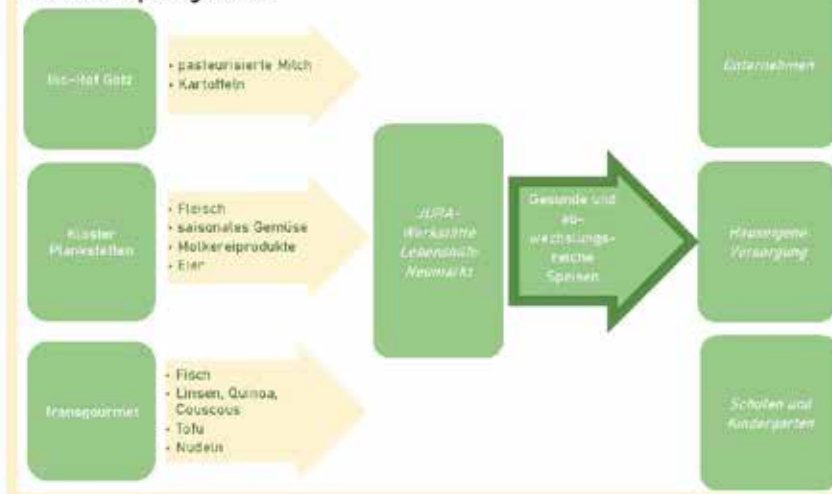 Bio-Hof Götz
• pasteurisierte Milch
• Kartoffeln
Kloster
Plankstetten
• Fleisch
• saisonales Gemüse
• Molkereiprodukte
• Eier
Transgourmet
• Fisch
• Linsen, Quinoa,
Couscous
• Tofu
• Nudeln
JURA-
Werkstätte
Lebenshilfe
Neumarkt
Gesunde und
ab-
wechslungs-
reiche
Speisen
Unternehmen
Hauseigene
Versorgung
Schulen und
Kindergärten